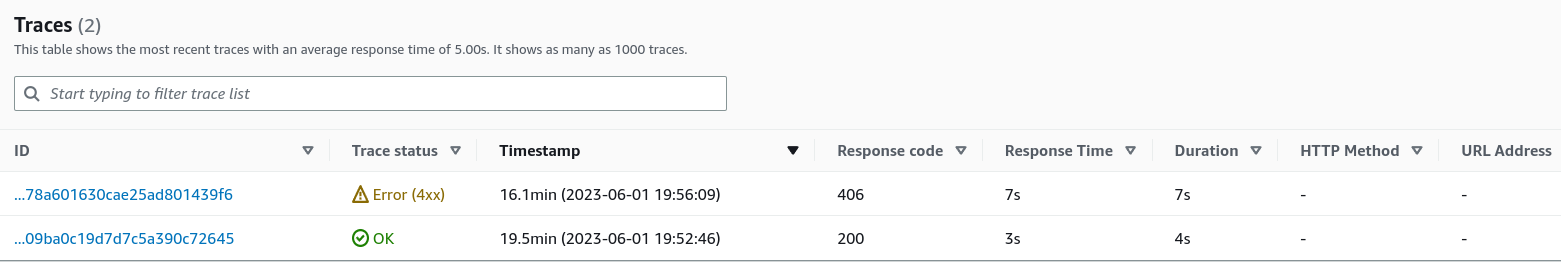 Traces (2)
This table shows the most recent traces with an average response time of 5.00s. It shows as many as 1000 traces.
Start typing to filter trace list
ID Trace status Timestamp Response code Response Time Duration HTTP Method URL Address
...78a601630cae25ad801439f6 Error (4xx) 16.1min (2023-06-01 19:56:09) 406 7s 7s - -
...09ba0c19d7d7c5a390c72645 OK 19.5min (2023-06-01 19:52:46) 200 3s 4s - -